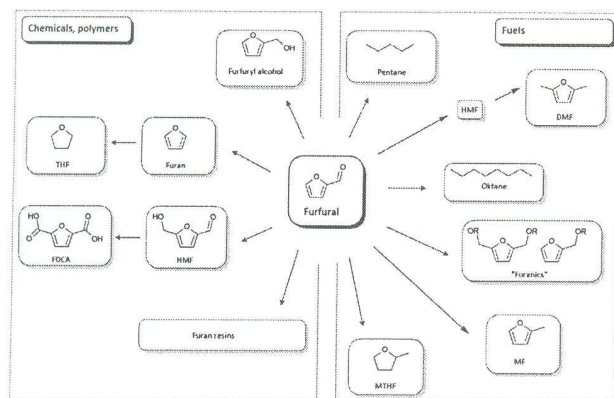 Chemicals, polymers
Fuels
OH
Furfuryl alcohol
Pentane
HMF
DMF
O
THF
O
Furan
O
O
Furfural
Oktane
HO
O
O
O
OH
FDCA
HO
O
O
HMF
OR
OR
OR
O
O
"Furanics"
Furan resins
O
MTHF
O
MF